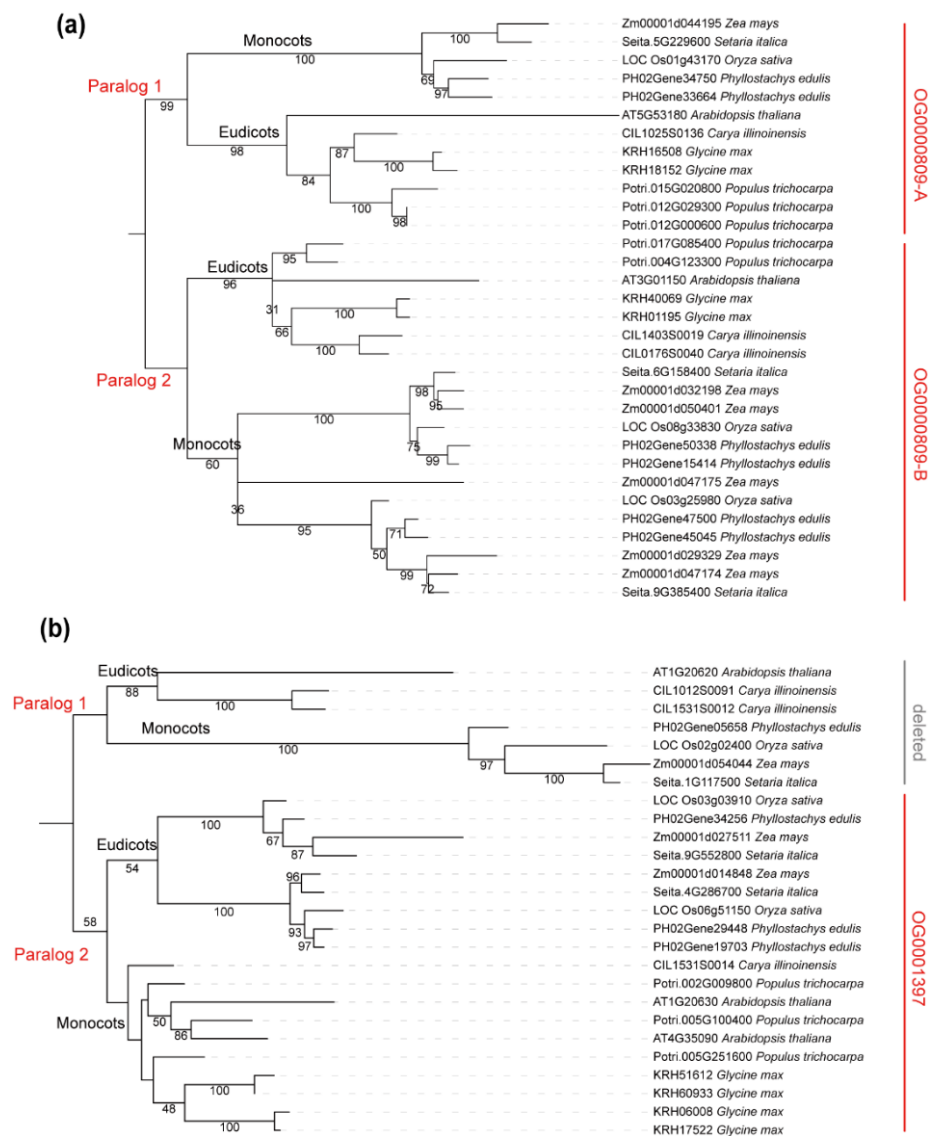 (a)
Zm00001d044195 Zea mays
100
Monocots
Seita.5G229600 Setaria italica
100
LOC Os01g43170 Oryza sativa
69
PH02Gene34750 Phyllostachys edulis
Paralog 1
97
PH02Gene33664 Phyllostachys edulis
99
AT5G53180 Arabidopsis thaliana
Eudicots
CIL1025S0136 Carya illinoinensis
98
87
KRH16508 Glycine max
100
KRH18152 Glycine max
84
Potri.015G020800 Populus trichocarpa
100
Potri.012G029300 Populus trichocarpa
98
Potri.012G000600 Populus trichocarpa
OG0000809-A
Potri.017G085400 Populus trichocarpa
95
Eudicots
Potri.004G123300 Populus trichocarpa
96
AT3G01150 Arabidopsis thaliana
KRH40069 Glycine max
31
100
KRH01195 Glycine max
66
CIL1403S0019 Carya illinoinensis
100
CIL0176S0040 Carya illinoinensis
Paralog 2
Seita.6G158400 Setaria italica
98
Zm00001d032198 Zea mays
95
Zm00001d050401 Zea mays
100
LOC Os08g33830 Oryza sativa
Monocots
75
PH02Gene50338 Phyllostachys edulis
99
60
PH02Gene15414 Phyllostachys edulis
Zm00001d047175 Zea mays
36
LOC Os03g25980 Oryza sativa
95
PH02Gene47500 Phyllostachys edulis
71
PH02Gene45045 Phyllostachys edulis
50
Zm00001d029329 Zea mays
99
Zm00001d047174 Zea mays
72
Seita.9G385400 Setaria italica
OG0000809-B
(b)
Eudicots
AT1G20620 Arabidopsis thaliana
88
CIL1012S0091 Carya illinoinensis
Paralog 1
100
CIL1531S0012 Carya illinoinensis
Monocots
PH02Gene05658 Phyllostachys edulis
100
LOC Os02g02400 Oryza sativa
97
Zm00001d054044 Zea mays
100
Seita.1G117500 Setaria italica
deleted
LOC Os03g03910 Oryza sativa
100
PH02Gene34256 Phyllostachys edulis
67
Zm00001d027511 Zea mays
Eudicots
87
Seita.9G552800 Setaria italica
54
Zm00001d014848 Zea mays
96
Seita.4G286700 Setaria italica
100
LOC Os06g51150 Oryza sativa
58
93
PH02Gene29448 Phyllostachys edulis
97
PH02Gene19703 Phyllostachys edulis
Paralog 2
CIL1531S0014 Carya illinoinensis
Potri.002G009800 Populus trichocarpa
AT1G20630 Arabidopsis thaliana
50
Monocots
Potri.005G100400 Populus trichocarpa
86
AT4G35090 Arabidopsis thaliana
Potri.005G251600 Populus trichocarpa
KRH51612 Glycine max
100
KRH60933 Glycine max
48
KRH06008 Glycine max
100
KRH17522 Glycine max
OG0001397